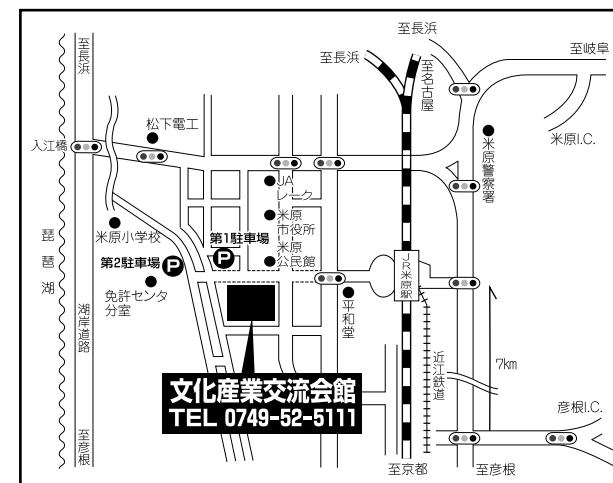 至長浜
至長浜
至長浜
至名古屋
至岐阜
松下電工
入江橋
米原警察署
米原I.C.
JA
レーク
米原
市役所
米原
公民館
米原小学校
第1駐車場
P
第2駐車場
P
免許センタ
分室
琵琶湖
湖岸道路
JR米原駅
平和堂
近江鉄道
7km
文化産業交流会館
TEL 0749-52-5111
彦根I.C.
至彦根
至京都
至彦根